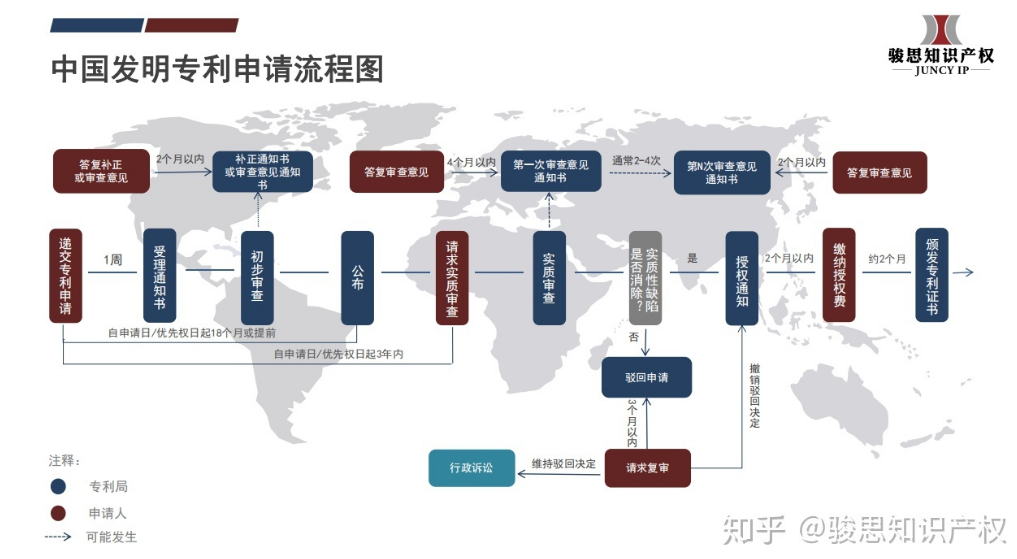 中国发明专利申请流程图
骏思知识产权
JUNCY IP
答复补正
或审查意见
2个月以内
补正通知书
或审查意见通知
书
答复审查意见
4个月以内
第一次审查意见
通知书
通常2-4次
第N次审查意见
通知书
2个月以内
答复审查意见
递交专利申请
1周
受理通知书
初步审查
公布
请求实质审查
实质审查
实质性缺陷
是否消除？
是
授权通知
2个月以内
缴纳授权费
约2个月
颁发专利证书
自申请日/优先权日起18个月或提前
自申请日/优先权日起3年内
否
驳回申请
撤销驳回决定
3个月以内
行政诉讼
维持驳回决定
请求复审
注释：
专利局
申请人
可能发生
知乎 @骏思知识产权